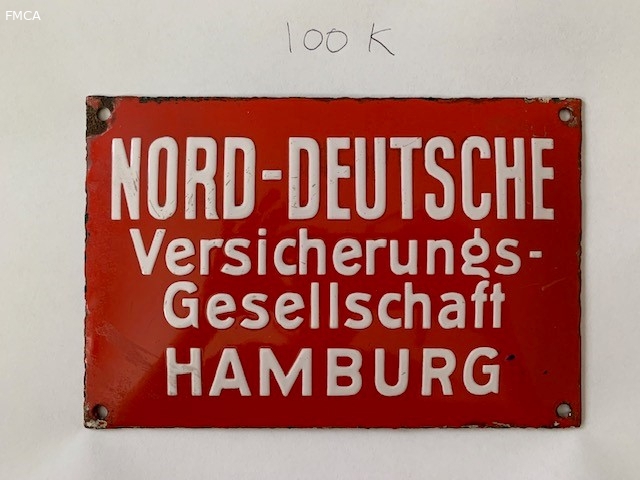 FMCA
100 K
NORD-DEUTSCHE
Versicherungs-
Gesellschaft
HAMBURG